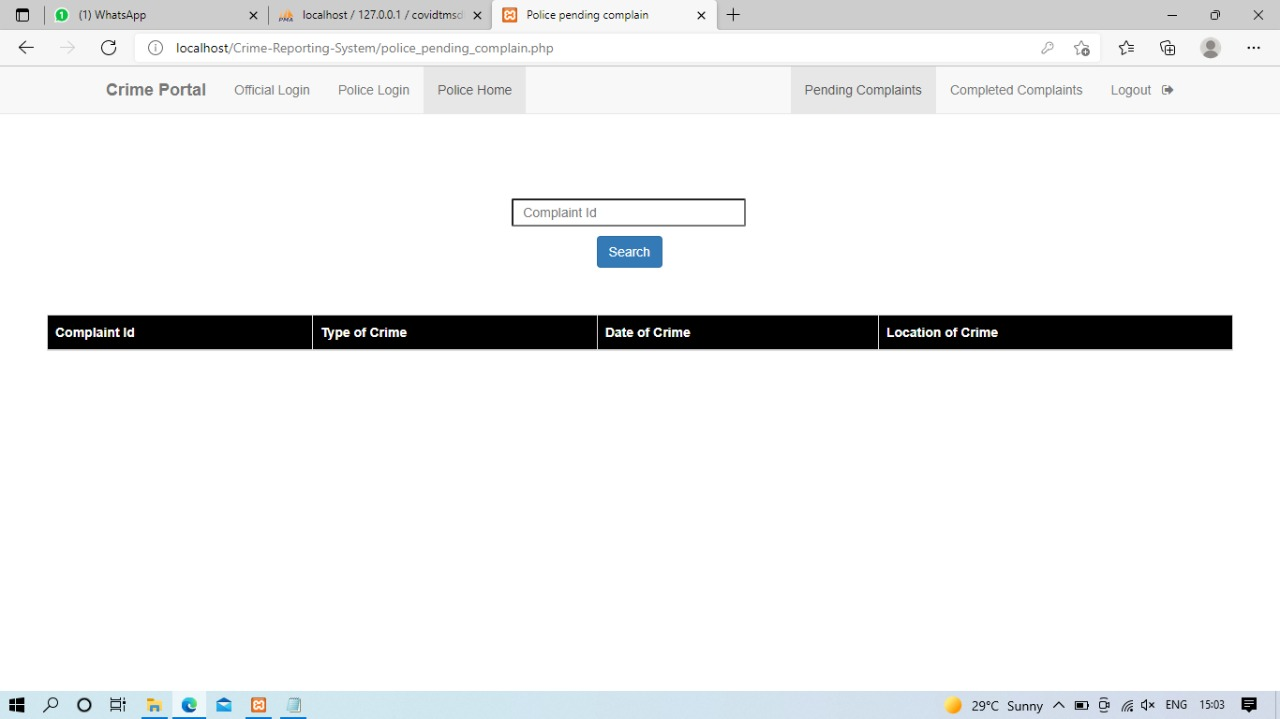 (1) WhatsApp
localhost / 127.0.0.1 / covidtmsd
Police pending complain
localhost/Crime-Reporting-System/police_pending_complain.php
Crime Portal
Official Login
Police Login
Police Home
Pending Complaints
Completed Complaints
Logout
Complaint Id
Search
Complaint Id
Type of Crime
Date of Crime
Location of Crime
29°C Sunny
ENG
15:03